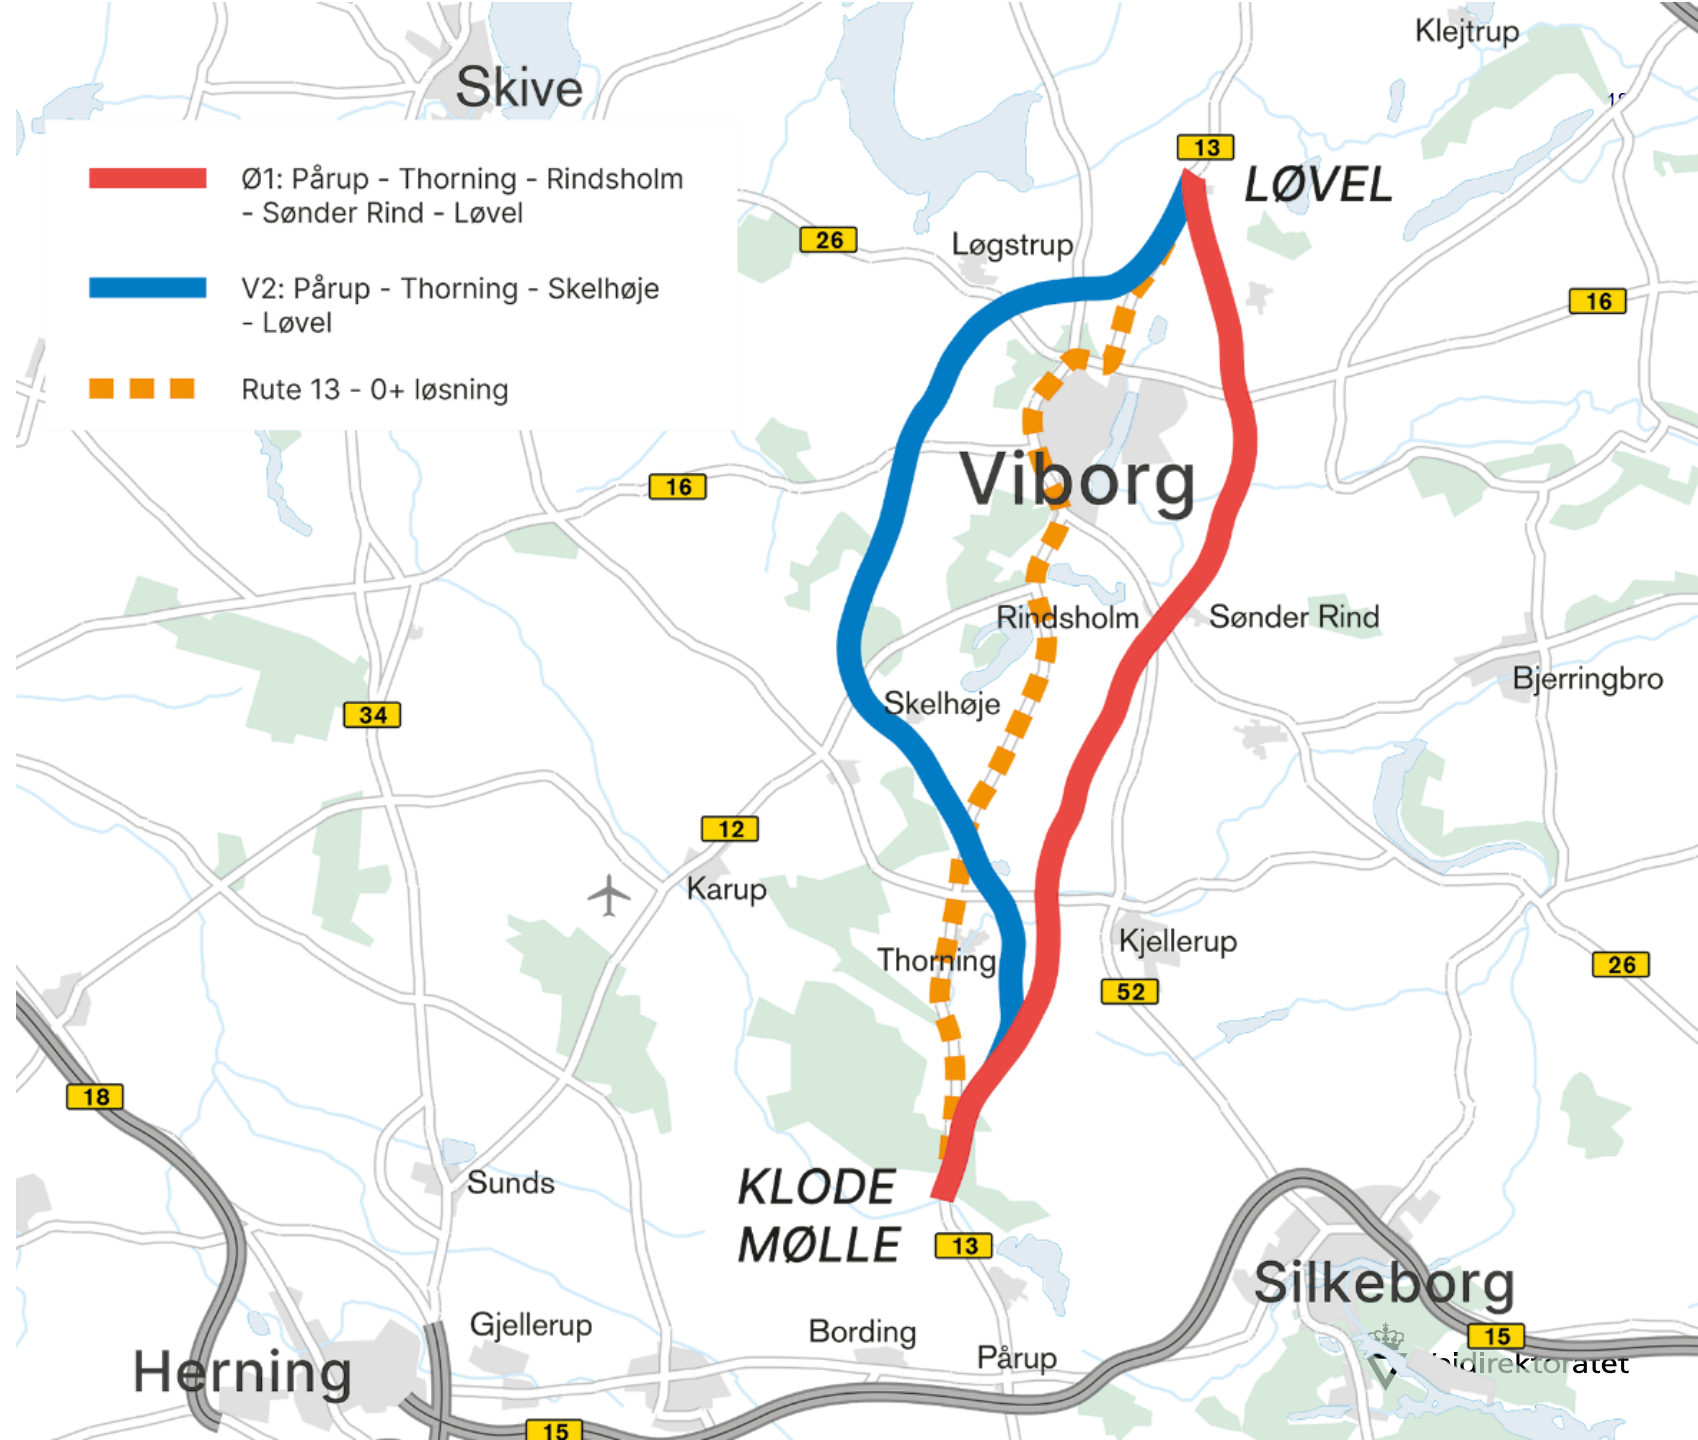 Klejtrup
Skive
13
LØVEL
Ø1: Pårup - Thorning - Rindsholm
- Sønder Rind - Løvel
26
Løgstrup
V2: Pårup - Thorning - Skelhøje
- Løvel
16
Rute 13 - 0+ løsning
16
Viborg
Rindsholm
Sønder Rind
Bjerringbro
Skelhøje
34
12
Karup
Kjellerup
Thorning
26
52
18
Sunds
KLODE
MØLLE
13
Silkeborg
Gjellerup
Bording
15
Pårup
Herning
15